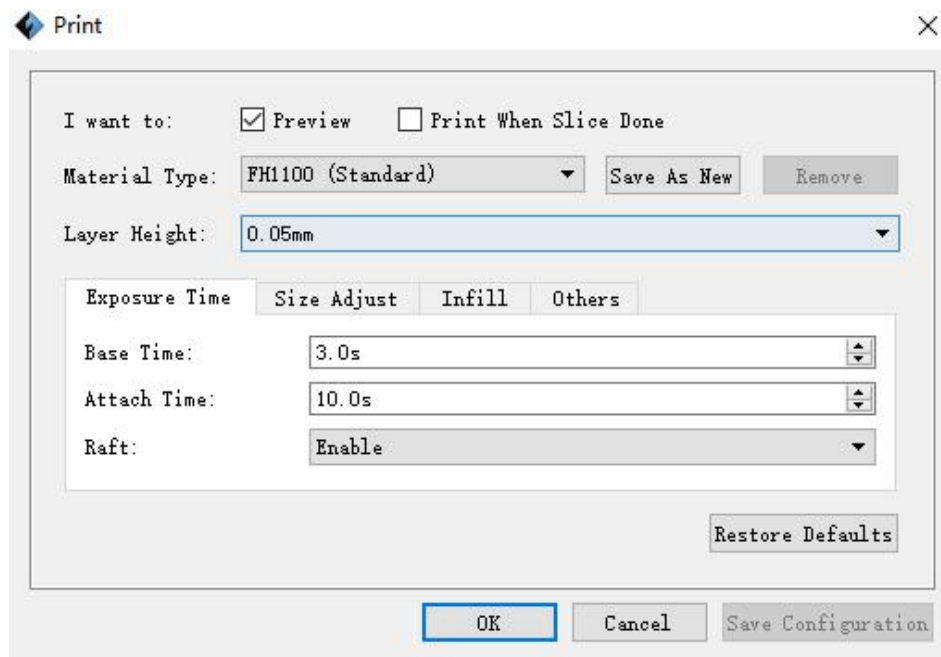 Print
I want to: Preview Print When Slice Done
Material Type: FH1100 (Standard) Save As New Remove
Layer Height: 0.05mm
Exposure Time Size Adjust Infill Others
Base Time: 3.0s
Attach Time: 10.0s
Raft: Enable
Restore Defaults
OK Cancel Save Configuration